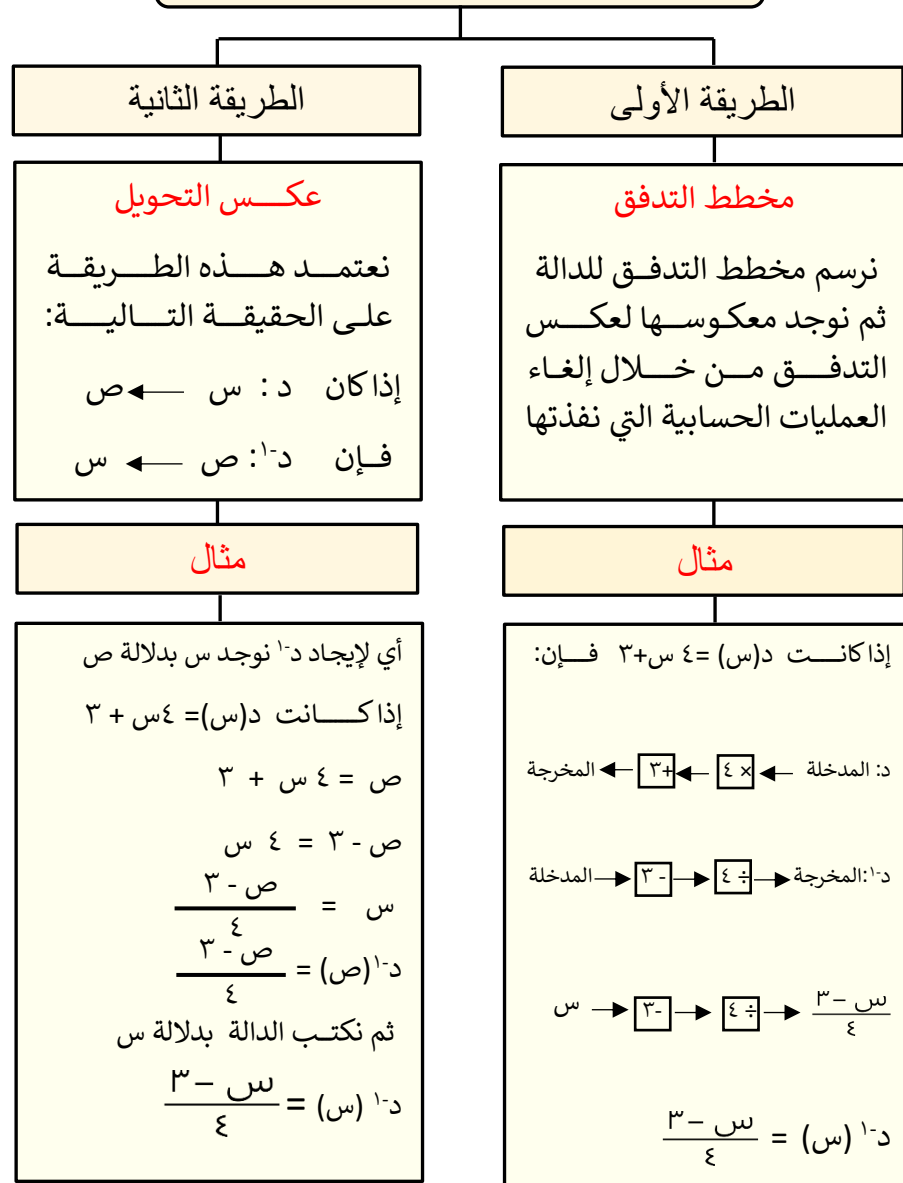 الطريقة الأولى
مخطط التدفق
نرسم مخطط التدفق للدالة
ثم نوجد معكوسها لعكس
التدفق من خلال إلغاء
العمليات الحسابية التي نفذتها
مثال
إذا كانت د(س) =٤ س+٣ فإن:
د: المدخلة × ٤ +٣ المخرجة
د-١:المخرجة ÷ ٤ - ٣ المدخلة
س -٣ ÷ ٤ س – ٣ / ٤
د-١ (س) = س – ٣ / ٤
الطريقة الثانية
عكس التحويل
نعتمد هذه الطريقة
على الحقيقة التالية:
إذا كان د : س ← ص
فإن د-١: ص ← س
مثال
أي لإيجاد د-١ نوجد س بدلالة ص
إذا كانت د(س)= ٤س + ٣
ص = ٤ س + ٣
ص - ٣ = ٤ س
س = ص - ٣ / ٤
د-١(ص) = ص - ٣ / ٤
ثم نكتب الدالة بدلالة س
د-١ (س) = س – ٣ / ٤